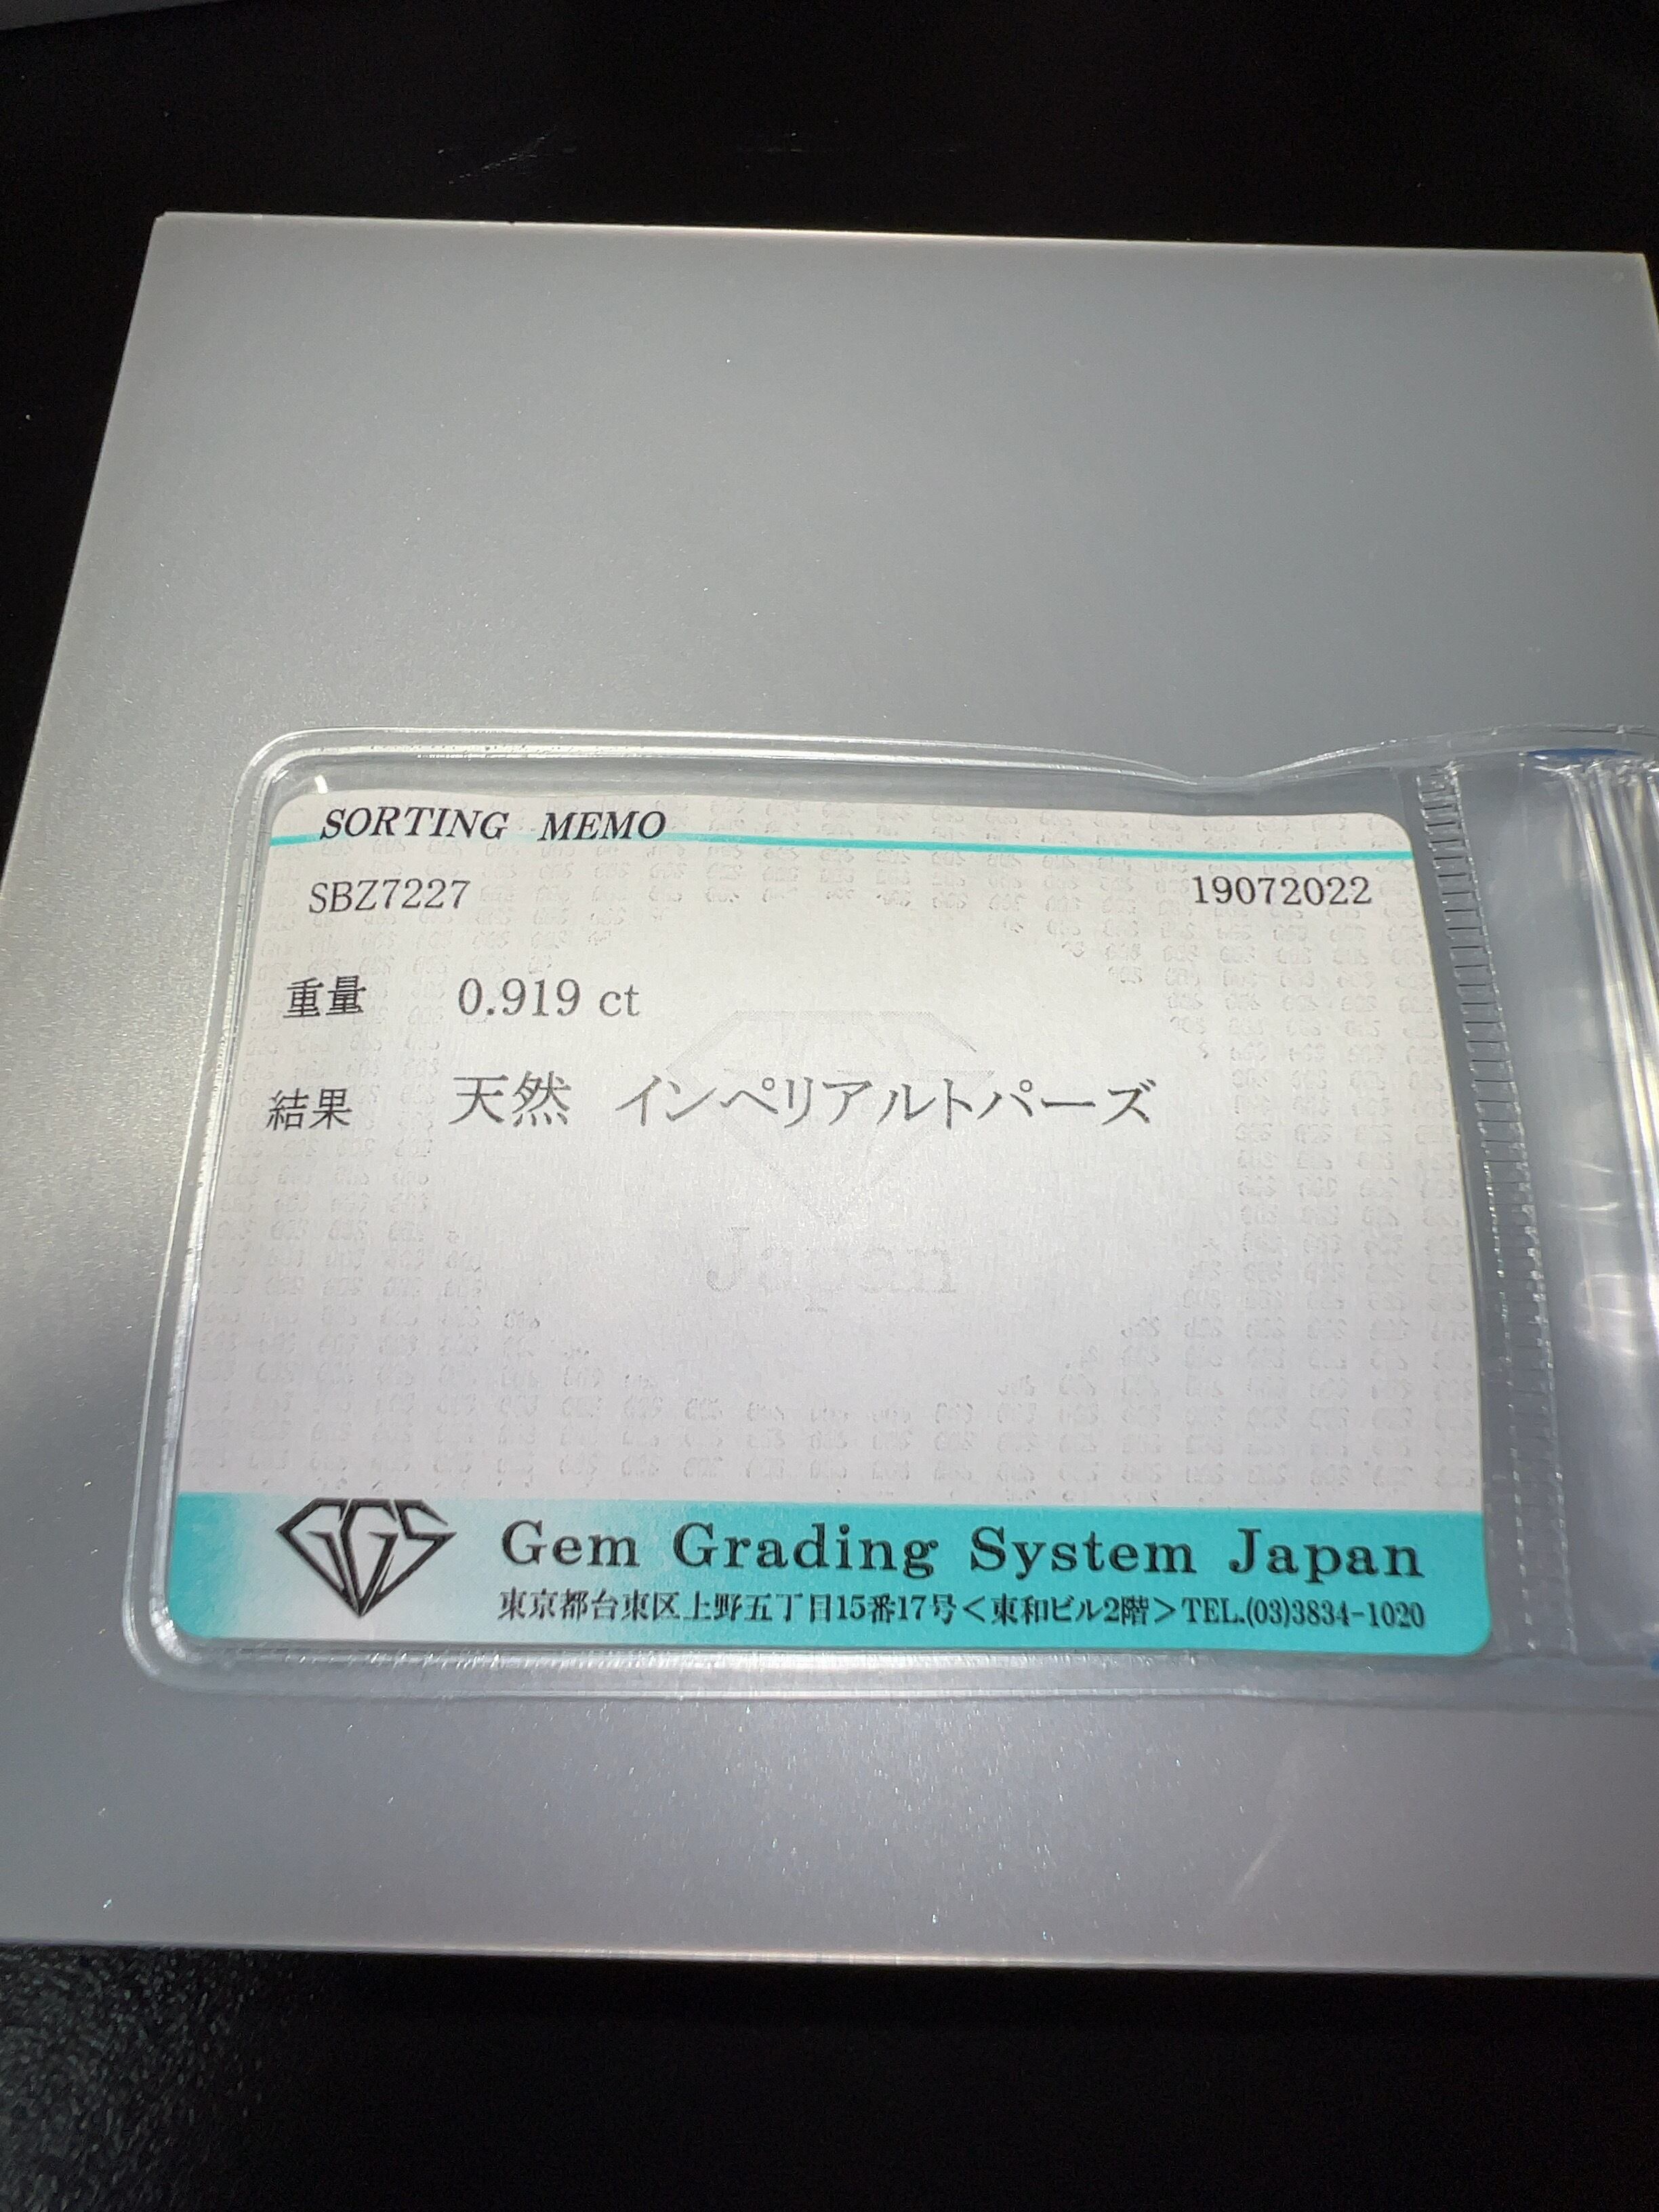 SORTING MEMO
SBZ7227 19072022
重量 0.919 ct
結果 天然 インペリアルトパーズ
Japan
GGS Gem Grading System Japan
東京都台東区上野五丁目15番17号＜東和ビル2階＞TEL.(03)3834-1020